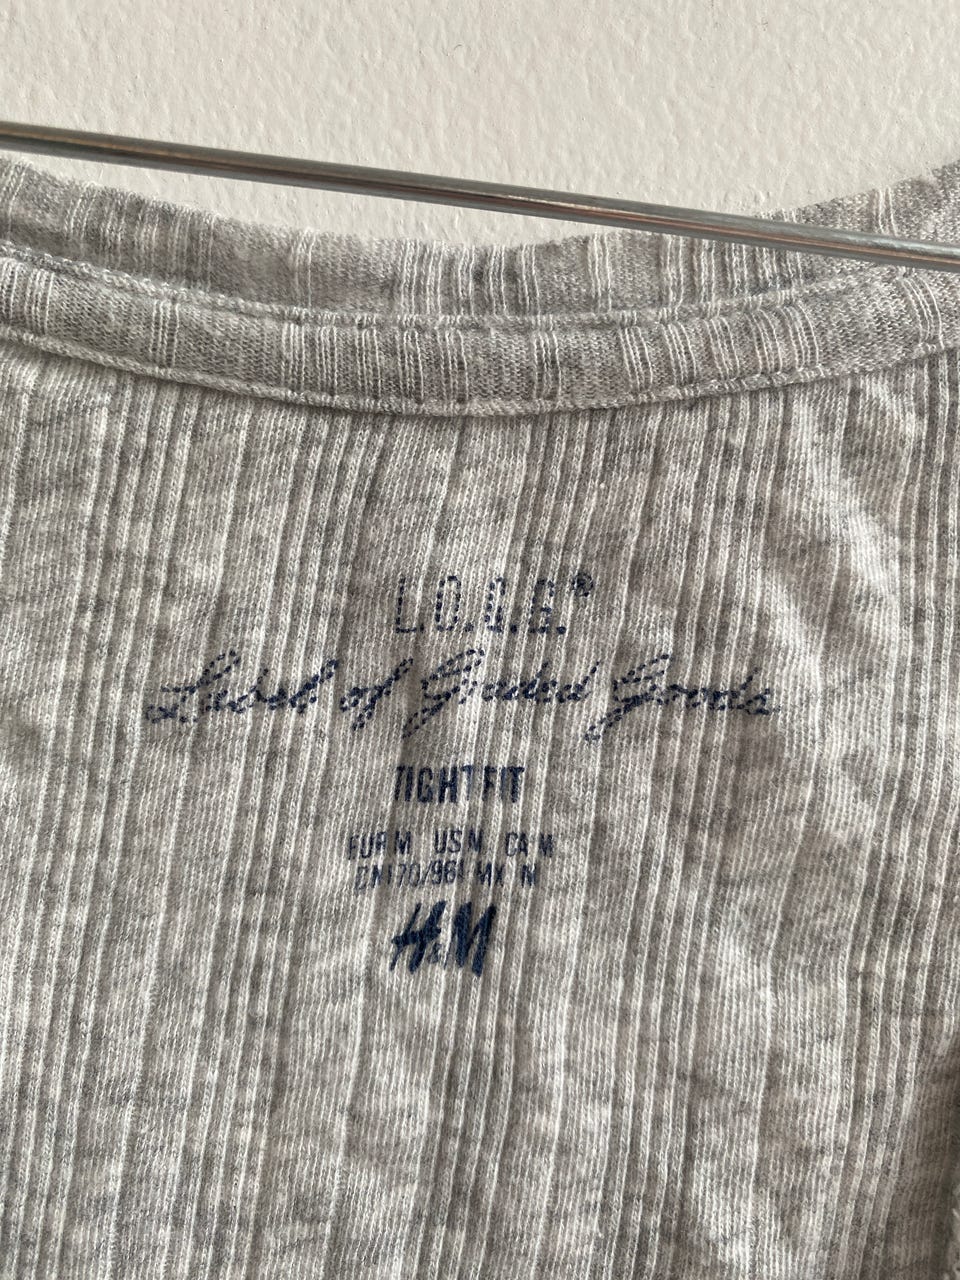 L.O.G.G.®
Label of Graded Goods
TIGHT FIT
EUR M US M CA M
CN 170/96A MX M
H&M